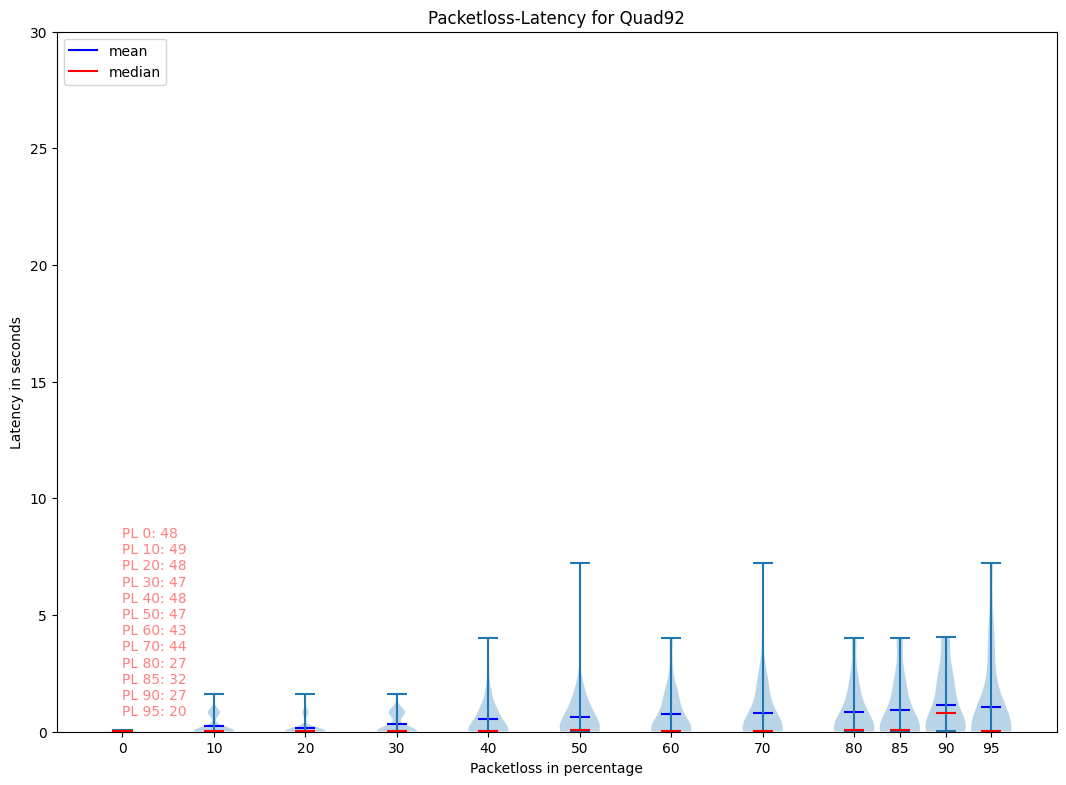 Packetloss-Latency for Quad92
mean
median
30
25
20
15
10
5
0
Latency in seconds
PL 0: 48
PL 10: 49
PL 20: 48
PL 30: 47
PL 40: 48
PL 50: 47
PL 60: 43
PL 70: 44
PL 80: 27
PL 85: 32
PL 90: 27
PL 95: 20
0 10 20 30 40 50 60 70 80 85 90 95
Packetloss in percentage